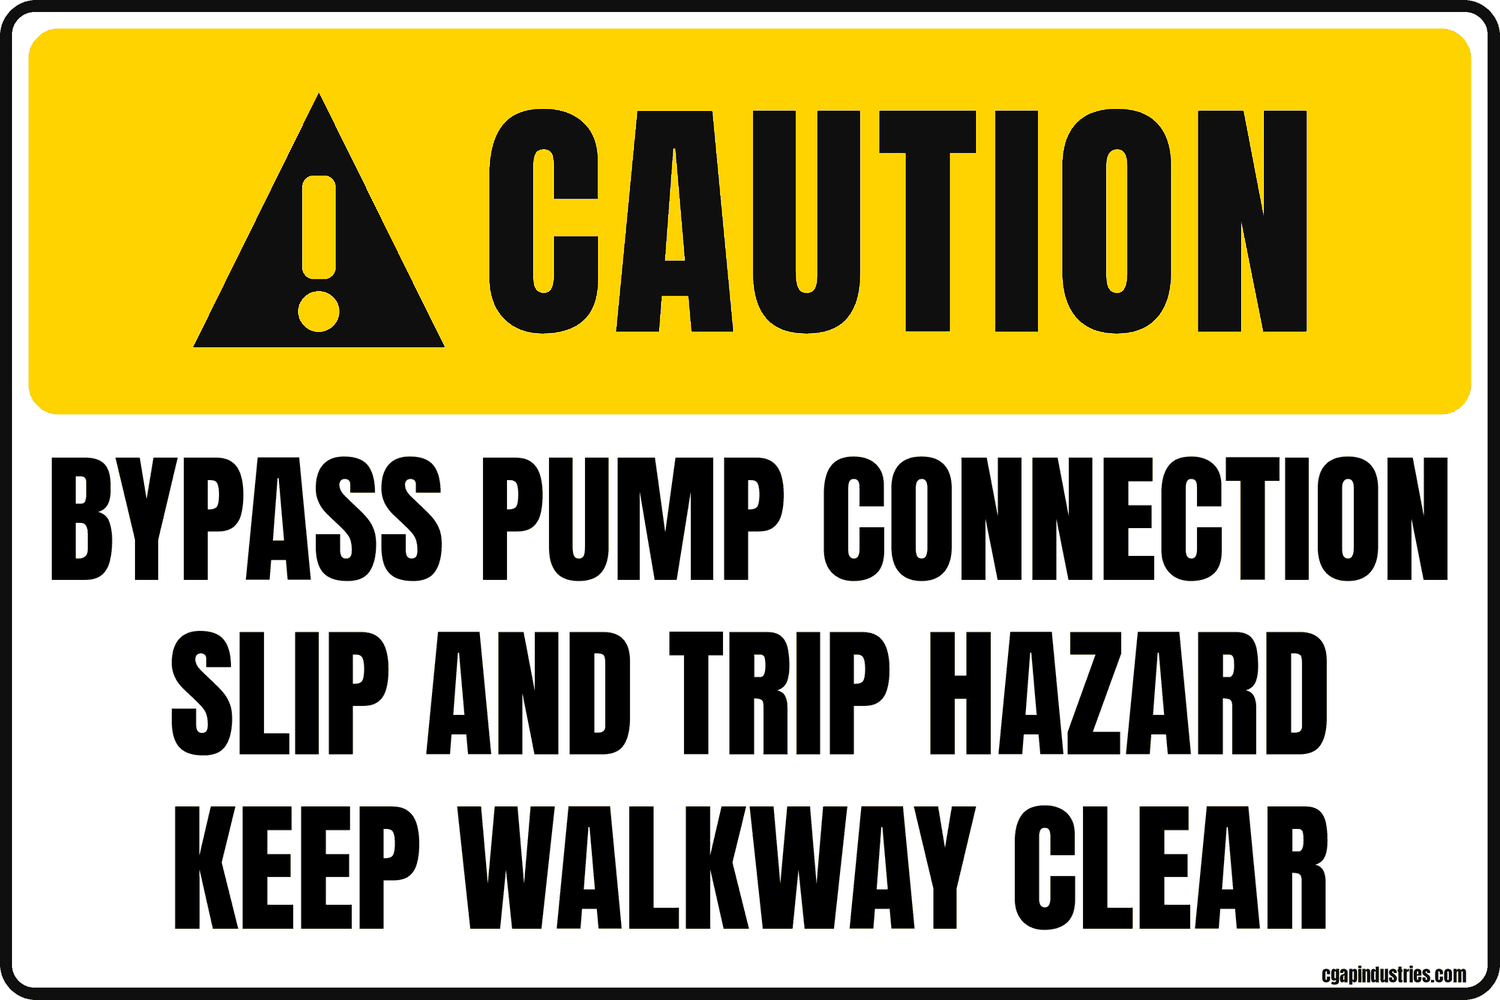 CAUTION
BYPASS PUMP CONNECTION
SLIP AND TRIP HAZARD
KEEP WALKWAY CLEAR
cgapindustries.com